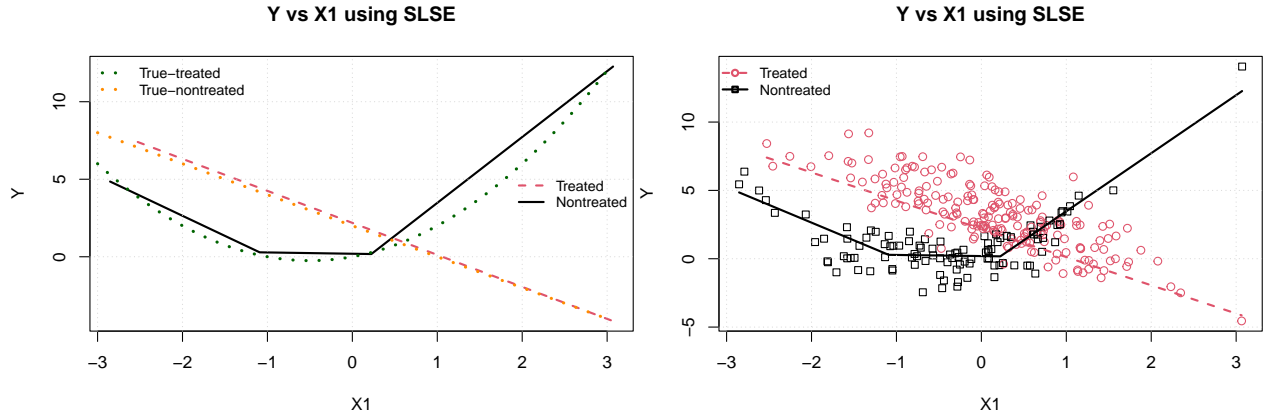 Y vs X1 using SLSE
True−treated
True−nontreated
Treated
Nontreated
Y
0
5
10
−3
−2
−1
0
1
2
3
X1
Y vs X1 using SLSE
Treated
Nontreated
Y
−5
0
5
10
−3
−2
−1
0
1
2
3
X1